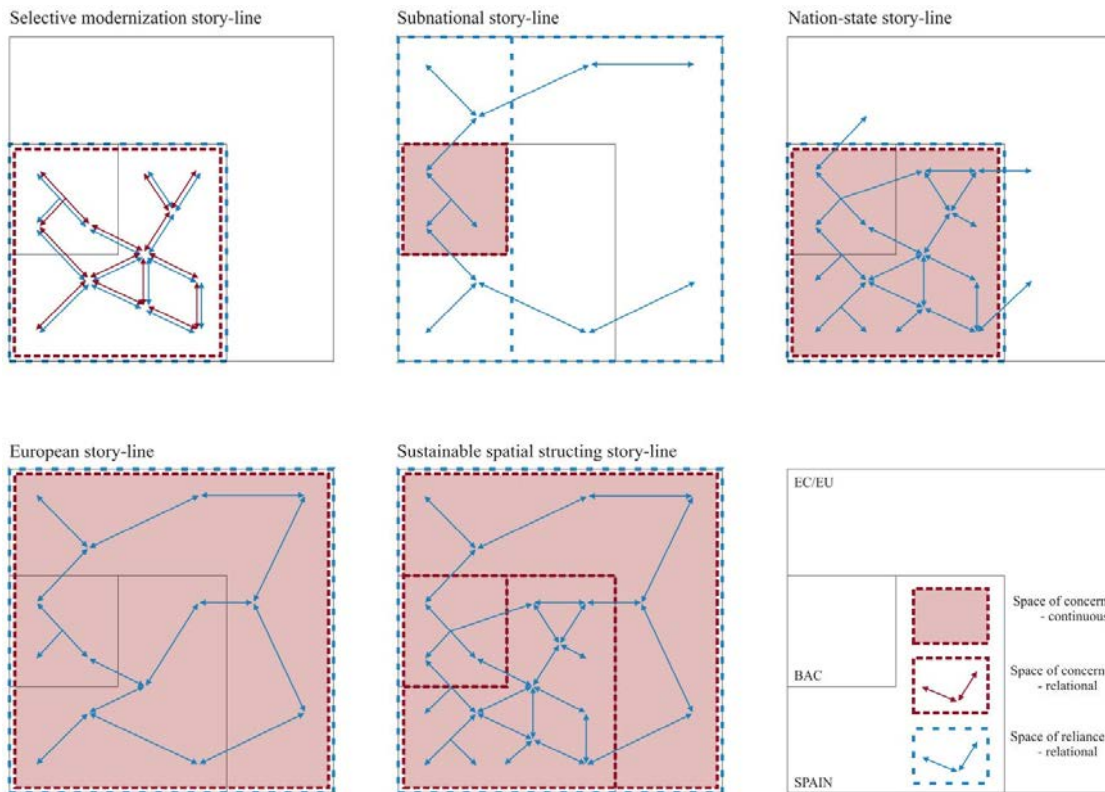 Selective modernization story-line
Subnational story-line
Nation-state story-line
European story-line
Sustainable spatial structing story-line
EC/EU
BAC
SPAIN
Space of concern
- continuous
Space of concern
- relational
Space of reliance
- relational